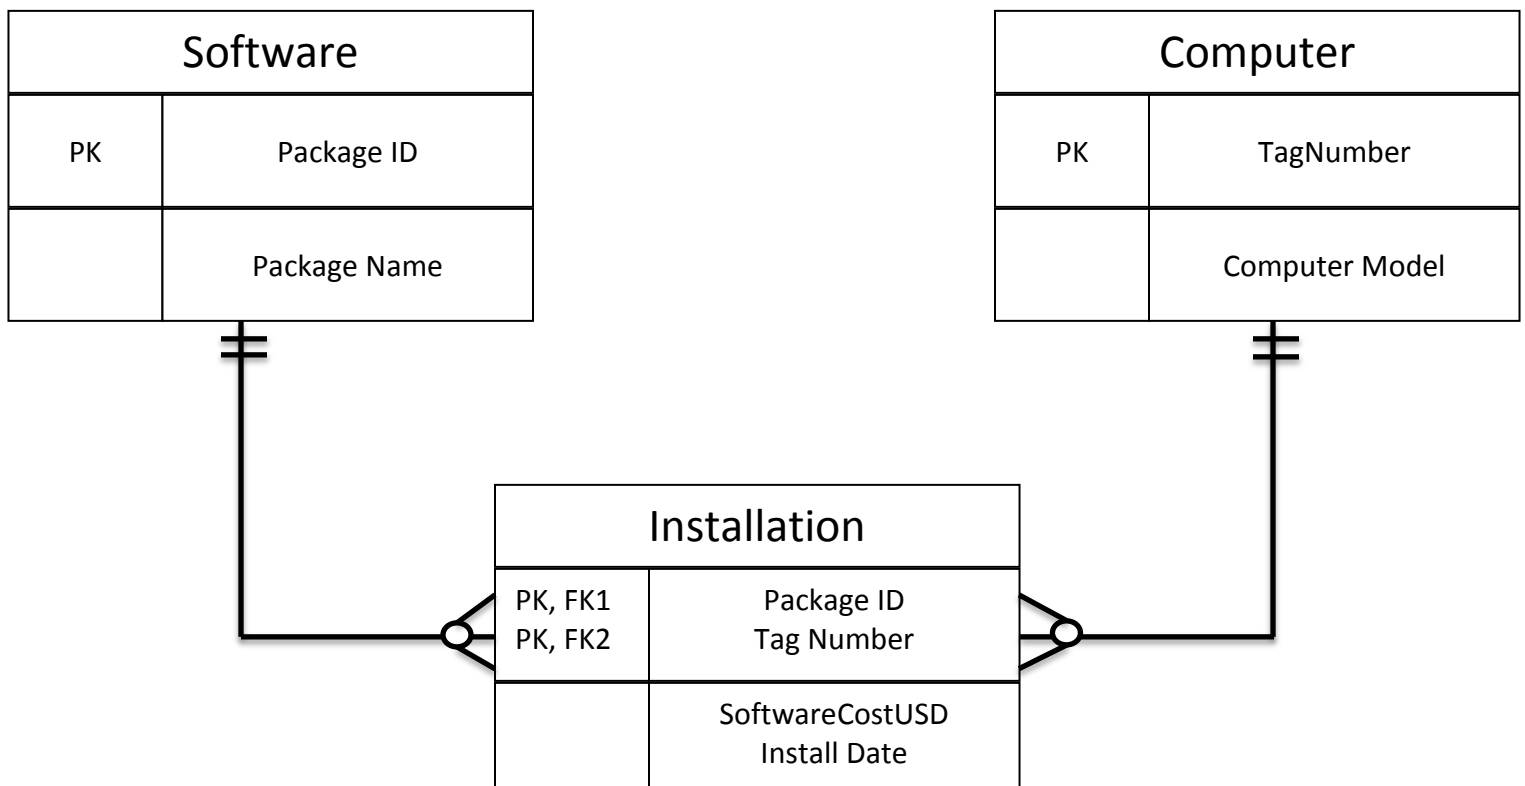 Software
PK Package ID
Package Name
Computer
PK TagNumber
Computer Model
Installation
PK, FK1 Package ID
PK, FK2 Tag Number
SoftwareCostUSD
Install Date